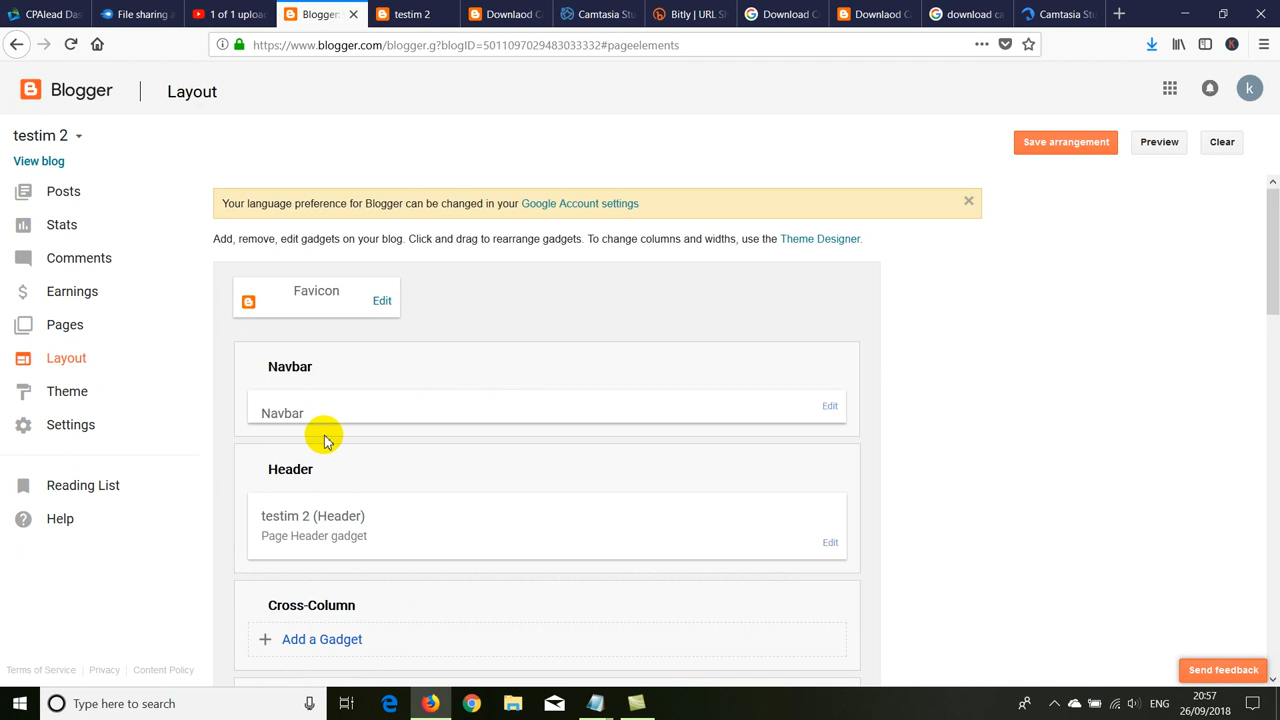 CPAlead Das
File sharing a
1 of 1 uploa
Blogger:
testim 2
Downlaod C
Camtasia Stu
Bitly | URL Sh
Download C
Downlaod C
download ca
Camtasia Stu
https://www.blogger.com/blogger.g?blogID=5011097029483033332#pageelements
K
Blogger
Layout
k
testim 2
Save arrangement
Preview
Clear
View blog
Posts
Stats
Comments
Earnings
Pages
Layout
Theme
Settings
Reading List
Help
Your language preference for Blogger can be changed in your Google Account settings
Add, remove, edit gadgets on your blog. Click and drag to rearrange gadgets. To change columns and widths, use the Theme Designer.
Favicon
Edit
Navbar
Navbar
Edit
Header
testim 2 (Header)
Page Header gadget
Edit
Cross-Column
Add a Gadget
Terms of Service | Privacy | Content Policy
Send feedback
Type here to search
ENG
20:57
26/09/2018